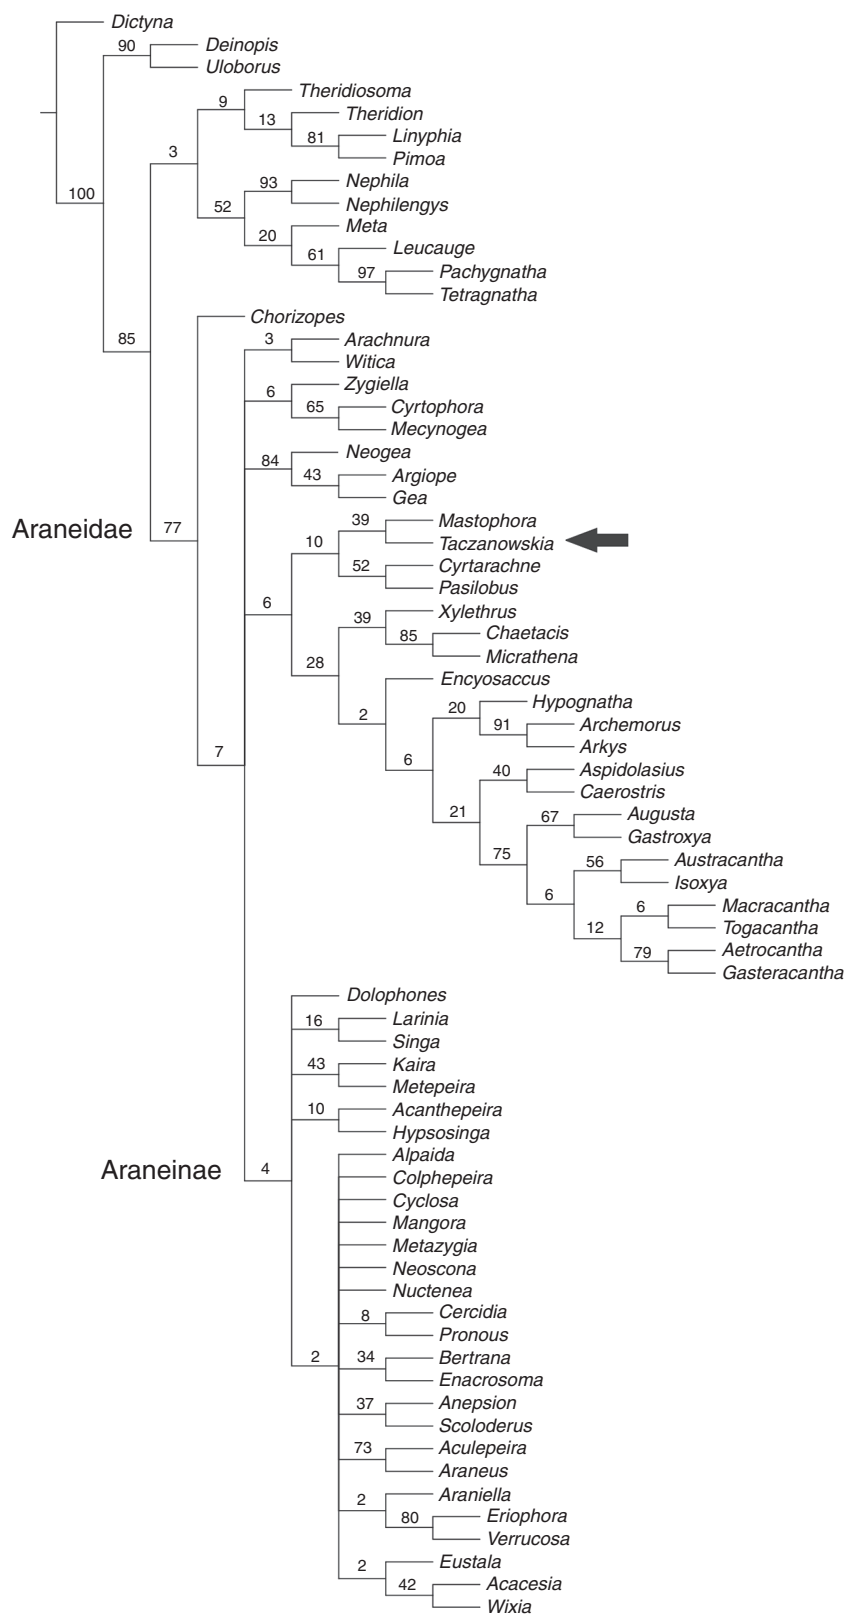 Dictyna
90
Deinopis
Uloborus
Theridiosoma
9
Theridion
13
Linyphia
81
Pimoa
3
Nephila
93
Nephilengys
100
52
Meta
20
Leucauge
61
Pachygnatha
97
Tetragnatha
Chorizopes
85
3
Arachnura
Witica
Zygiella
6
Cyrtophora
65
Mecynogea
Neogea
84
Argiope
43
Gea
Araneidae
77
39
Mastophora
Taczanowskia
10
Cyrtarachne
52
Pasilobus
6
Xylethrus
39
Chaetacis
85
Micrathena
28
Encyosaccus
Hypognatha
20
2
Archemorus
91
Arkys
7
6
Aspidolasius
40
Caerostris
21
Augusta
67
Gastroxya
75
Austracantha
56
Isoxya
6
Macracantha
6
Togacantha
12
Aetrocantha
79
Gasteracantha
Dolophones
16
Larinia
Singa
43
Kaira
Metepeira
10
Acanthepeira
Hypsosinga
Araneinae
4
Alpaida
Colphepeira
Cyclosa
Mangora
Metazygia
Neoscona
Nuctenea
8
Cercidia
Pronous
2
34
Bertrana
Enacrosoma
37
Anepsion
Scoloderus
73
Aculepeira
Araneus
2
Araniella
80
Eriophora
Verrucosa
2
Eustala
42
Acacesia
Wixia